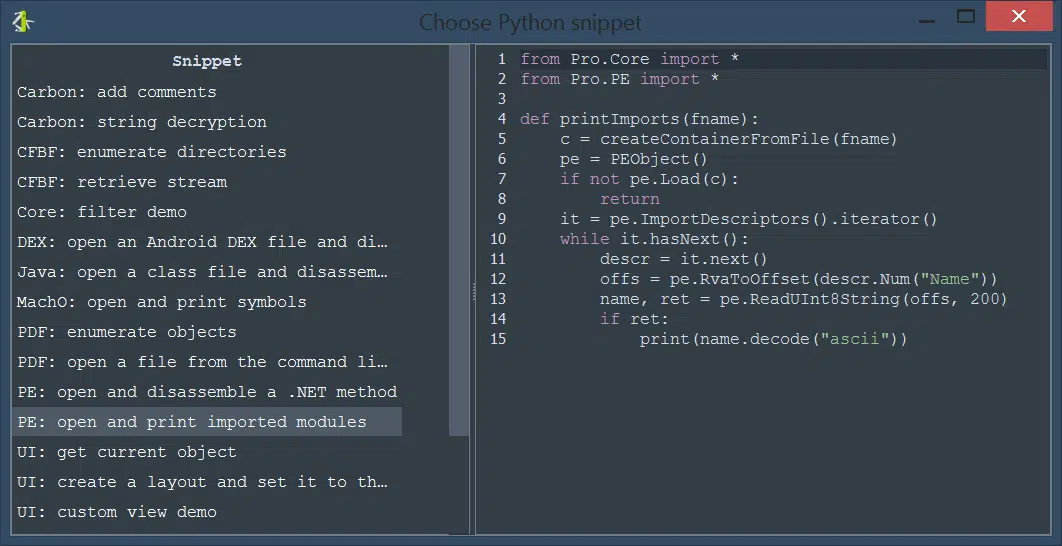 Choose Python snippet
Snippet
Carbon: add comments
Carbon: string decryption
CFBF: enumerate directories
CFBF: retrieve stream
Core: filter demo
DEX: open an Android DEX file and di…
Java: open a class file and disassem…
MachO: open and print symbols
PDF: enumerate objects
PDF: open a file from the command li…
PE: open and disassemble a .NET method
PE: open and print imported modules
UI: get current object
UI: create a layout and set it to th…
UI: custom view demo
1 from Pro.Core import *
2 from Pro.PE import *
3
4 def printImports(fname):
5     c = createContainerFromFile(fname)
6     pe = PEObject()
7     if not pe.Load(c):
8         return
9     it = pe.ImportDescriptors().iterator()
10     while it.hasNext():
11         descr = it.next()
12         offs = pe.RvaToOffset(descr.Num("Name"))
13         name, ret = pe.ReadUInt8String(offs, 200)
14         if ret:
15             print(name.decode("ascii"))